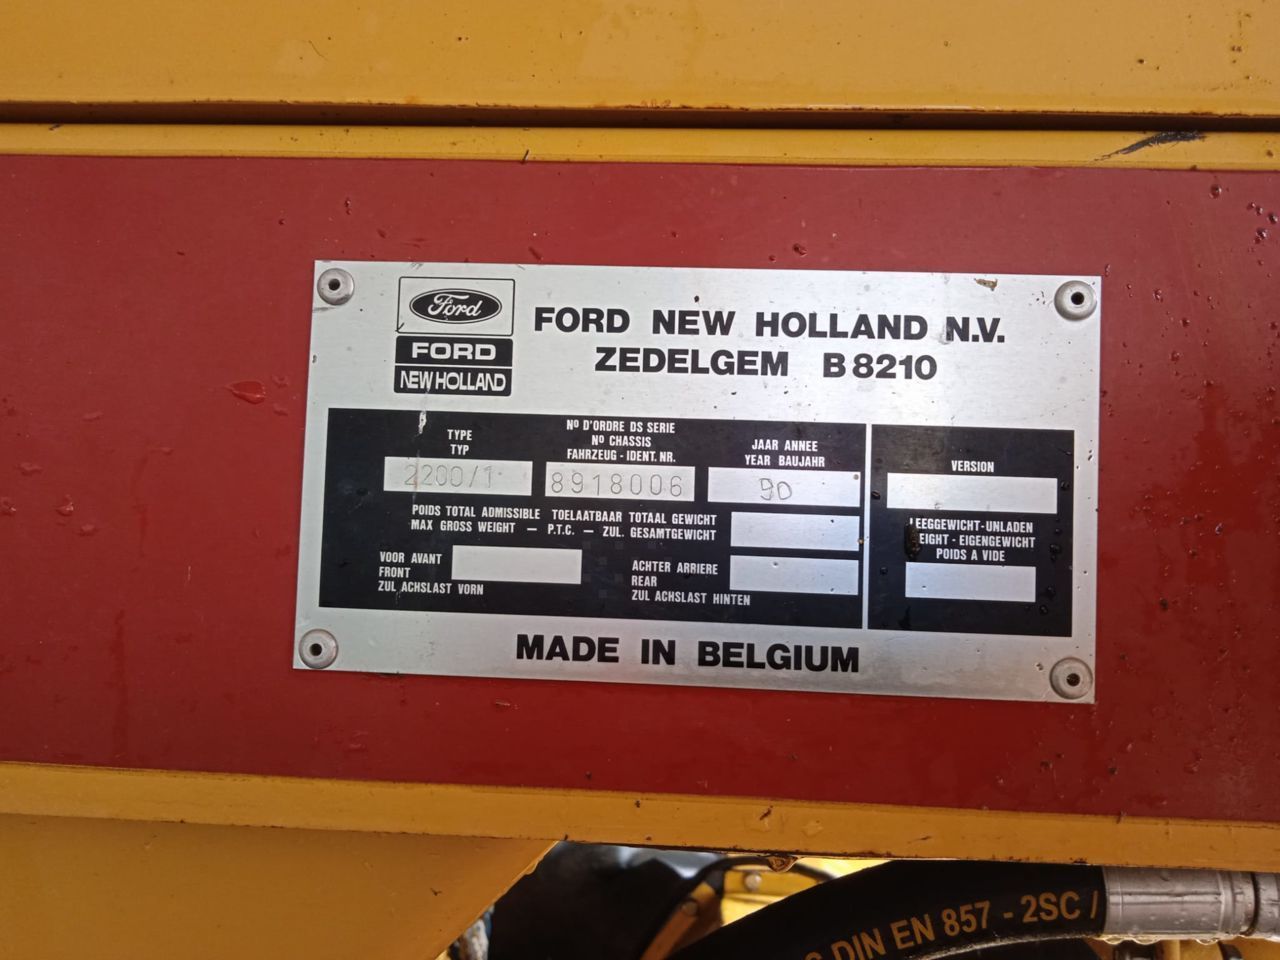 Ford
FORD
NEW HOLLAND
FORD NEW HOLLAND N.V.
ZEDELGEM B8210
TYPE
TYP
2200/1
Nº D'ORDRE DS SERIE
Nº CHASSIS
FAHRZEUG - IDENT. NR.
8918006
JAAR ANNEE
YEAR BAUJAHR
90
VERSION
POIDS TOTAL ADMISSIBLE TOELAATBAAR TOTAAL GEWICHT
MAX GROSS WEIGHT - P.T.C. - ZUL. GESAMTGEWICHT
LEEGGEWICHT-UNLADEN
EIGHT - EIGENGEWICHT
POIDS A VIDE
VOOR AVANT
FRONT
ZUL ACHSLAST VORN
ACHTER ARRIERE
REAR
ZUL ACHSLAST HINTEN
MADE IN BELGIUM
DIN EN 857 - 2SC /